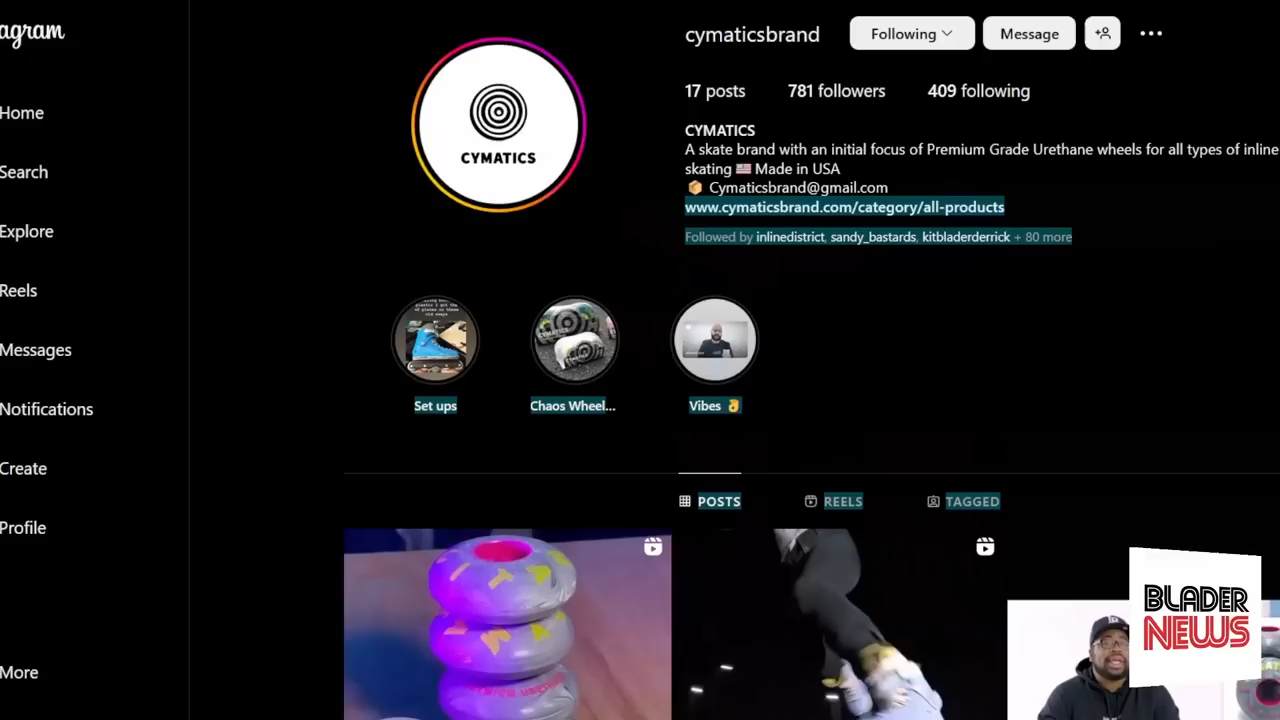 agram
Home
Search
Explore
Reels
Messages
Notifications
Create
Profile
More
CYMATICS
cymaticsbrand
Following
Message
17 posts
781 followers
409 following
CYMATICS
A skate brand with an initial focus of Premium Grade Urethane wheels for all types of inline
skating 🇺🇸 Made in USA
📦 Cymaticsbrand@gmail.com
www.cymaticsbrand.com/category/all-products
Followed by inlinedistrict, sandy_bastards, kitbladerderrick + 80 more
Set ups
Chaos Wheel...
Vibes 👌
POSTS
REELS
TAGGED
BLADER
NEWS